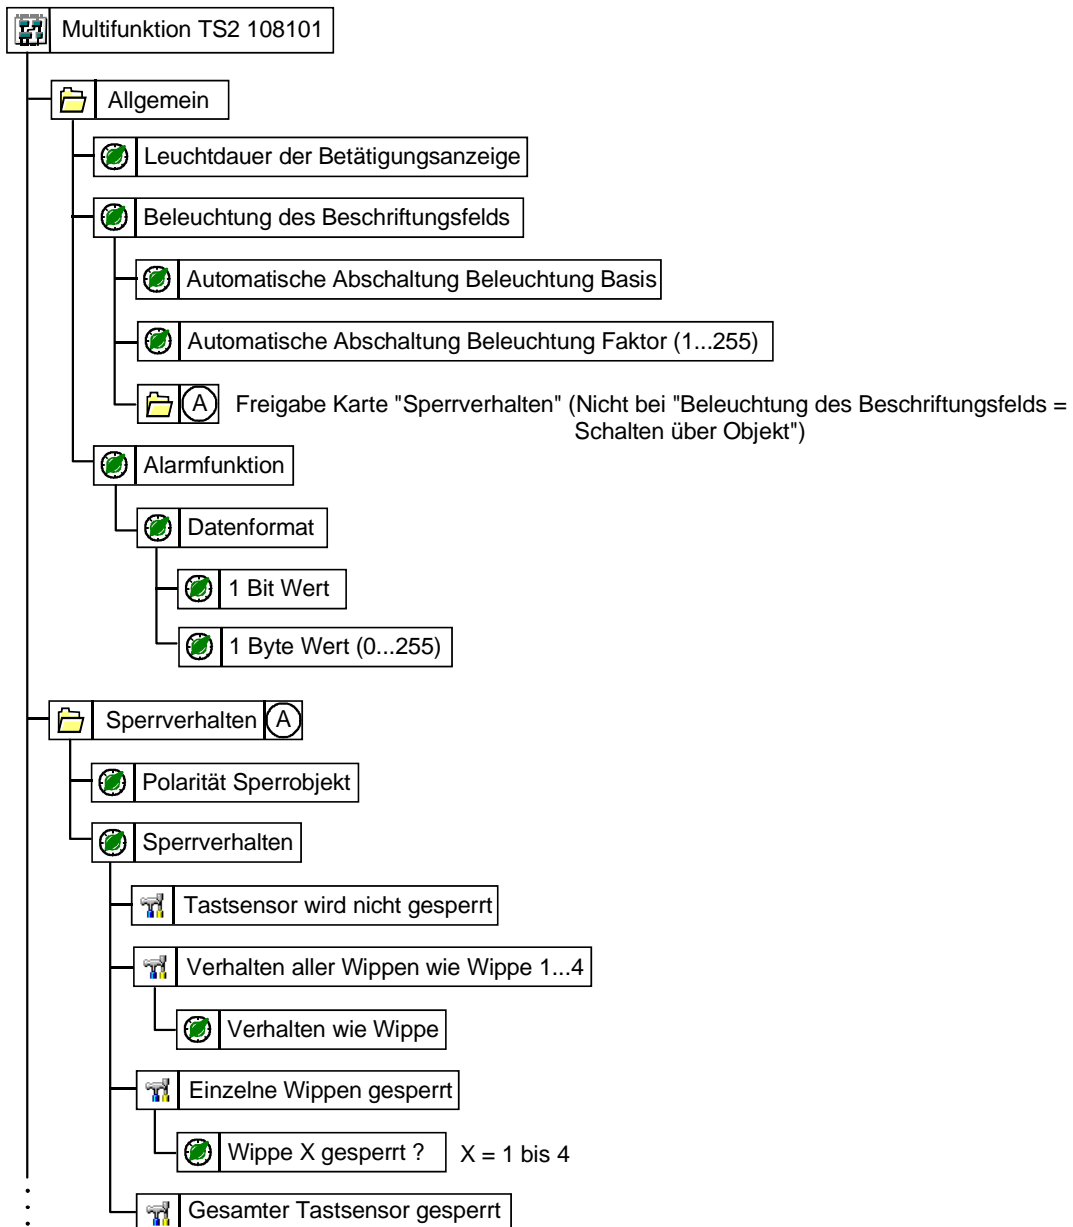 Multifunktion TS2 108101
Allgemein
Leuchtdauer der Betätigungsanzeige
Beleuchtung des Beschriftungsfelds
Automatische Abschaltung Beleuchtung Basis
Automatische Abschaltung Beleuchtung Faktor (1...255)
A Freigabe Karte "Sperrverhalten" (Nicht bei "Beleuchtung des Beschriftungsfelds =
Schalten über Objekt")
Alarmfunktion
Datenformat
1 Bit Wert
1 Byte Wert (0...255)
Sperrverhalten A
Polarität Sperrobjekt
Sperrverhalten
Tastsensor wird nicht gesperrt
Verhalten aller Wippen wie Wippe 1...4
Verhalten wie Wippe
Einzelne Wippen gesperrt
Wippe X gesperrt ? X = 1 bis 4
Gesamter Tastsensor gesperrt